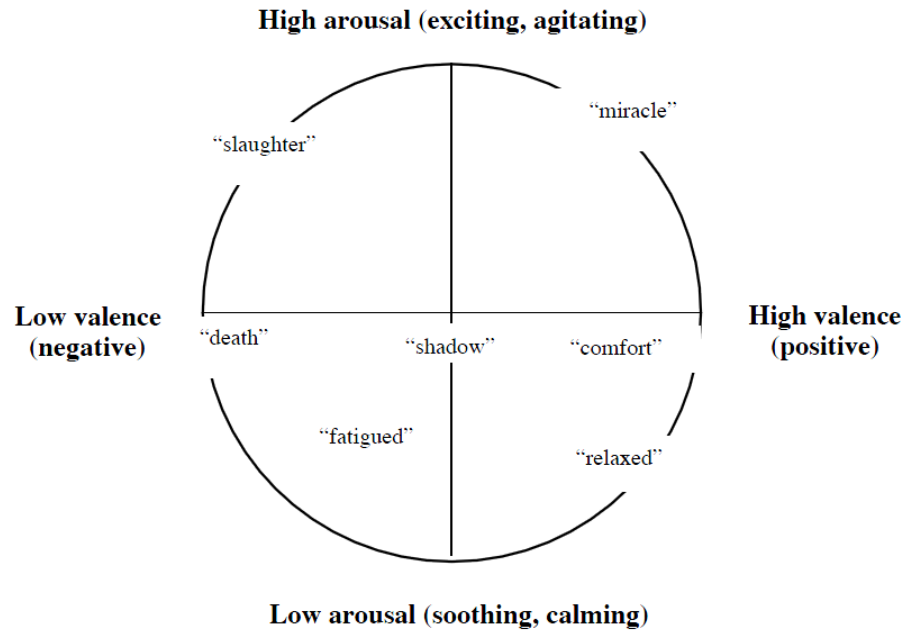 High arousal (exciting, agitating)
“miracle”
“slaughter”
Low valence
(negative)
High valence
(positive)
“death”
“shadow”
“comfort”
“fatigued”
“relaxed”
Low arousal (soothing, calming)